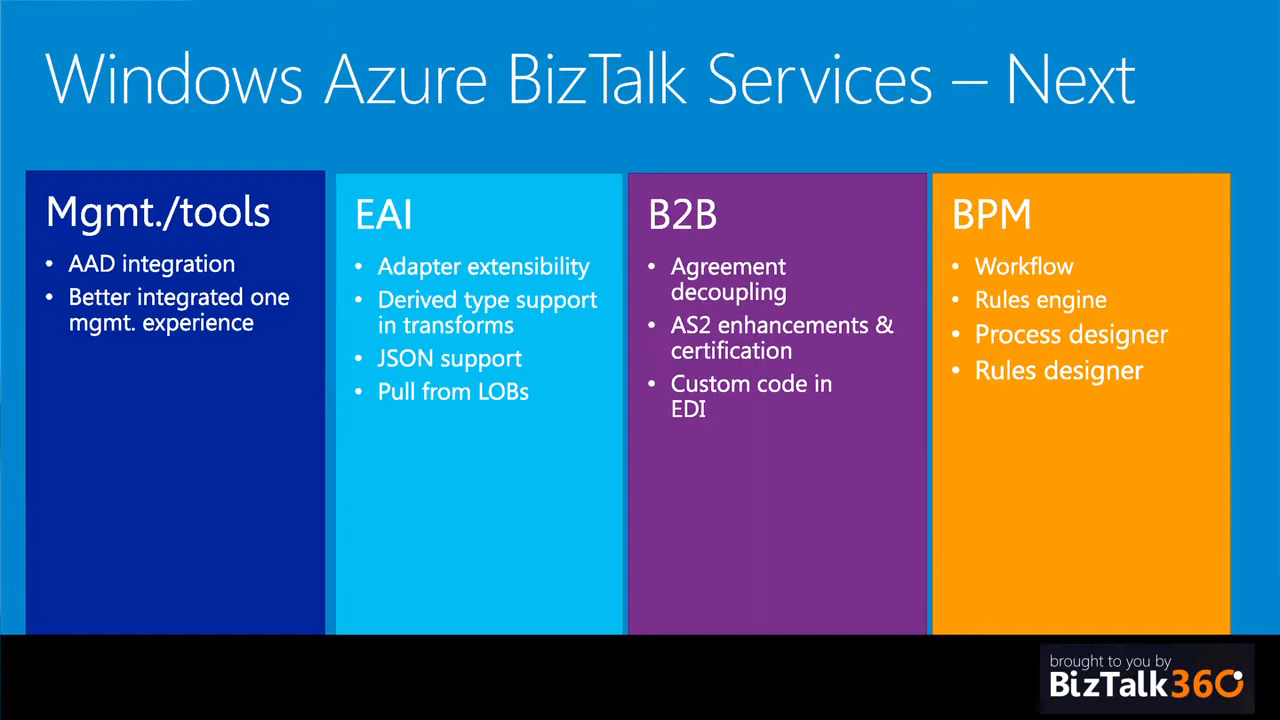 Windows Azure BizTalk Services – Next
Mgmt./tools
• AAD integration
• Better integrated one
mgmt. experience
EAI
• Adapter extensibility
• Derived type support
in transforms
• JSON support
• Pull from LOBs
B2B
• Agreement
decoupling
• AS2 enhancements &
certification
• Custom code in
EDI
BPM
• Workflow
• Rules engine
• Process designer
• Rules designer
brought to you by
BizTalk360